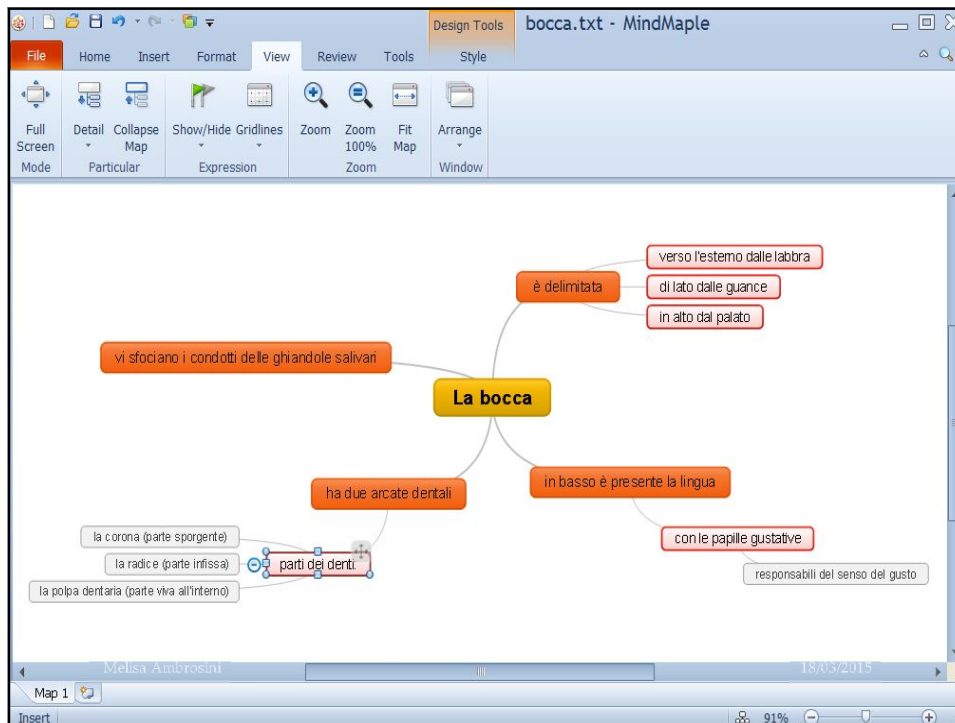 Design Tools
bocca.txt - MindMaple
File
Home
Insert
Format
View
Review
Tools
Style
Full Screen
Detail
Collapse Map
Show/Hide
Gridlines
Zoom
Zoom 100%
Fit Map
Arrange
Mode
Particular
Expression
Zoom
Window
verso l'esterno dalle labbra
è delimitata
di lato dalle guance
in alto dal palato
vi sfociano i condotti delle ghiandole salivari
La bocca
ha due arcate dentali
in basso è presente la lingua
la corona (parte sporgente)
la radice (parte infissa)
parti dei denti:
la polpa dentaria (parte viva all'interno)
con le papille gustative
responsabili del senso del gusto
Melisa Ambrosini
18/03/2015
Map 1
Insert
91%